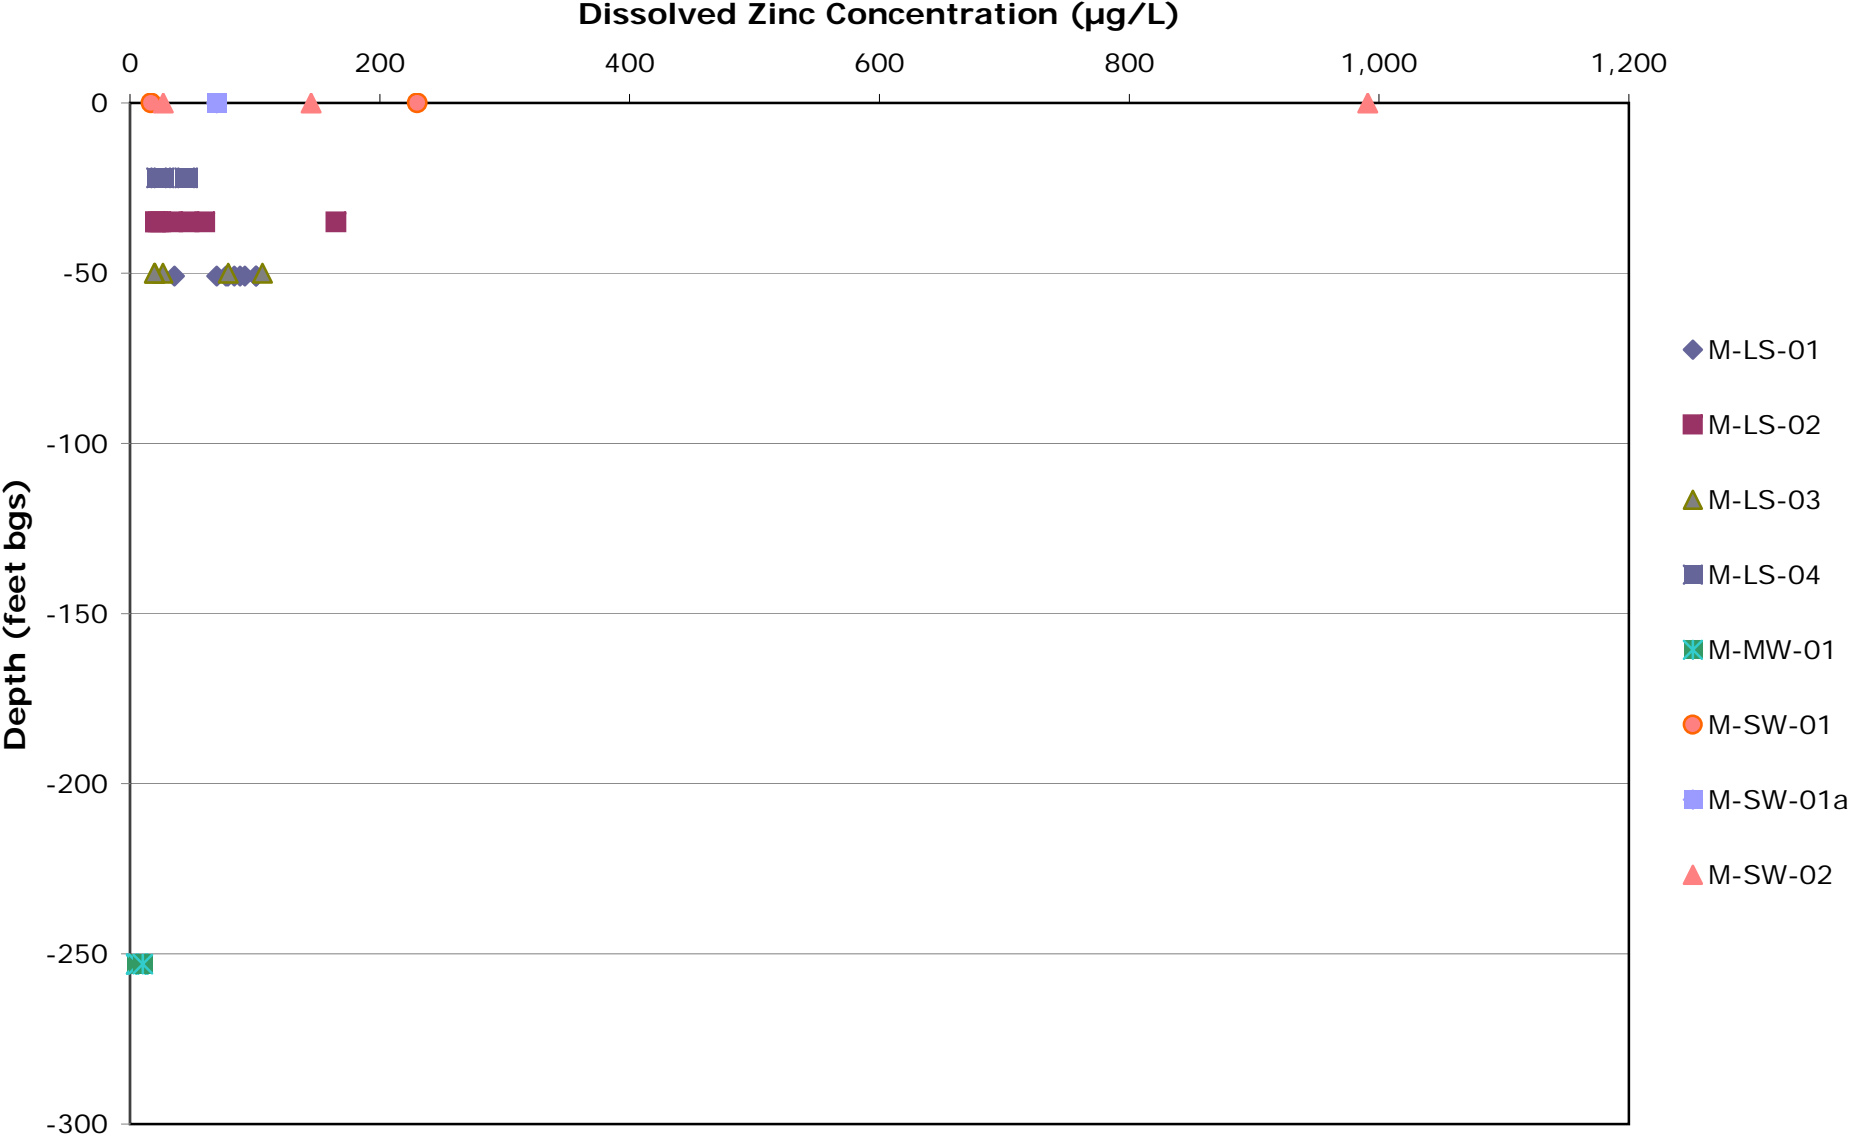 Dissolved Zinc Concentration (µg/L)
0 200 400 600 800 1,000 1,200
0
-50
-100
-150
-200
-250
-300
Depth (feet bgs)
M-LS-01
M-LS-02
M-LS-03
M-LS-04
M-MW-01
M-SW-01
M-SW-01a
M-SW-02